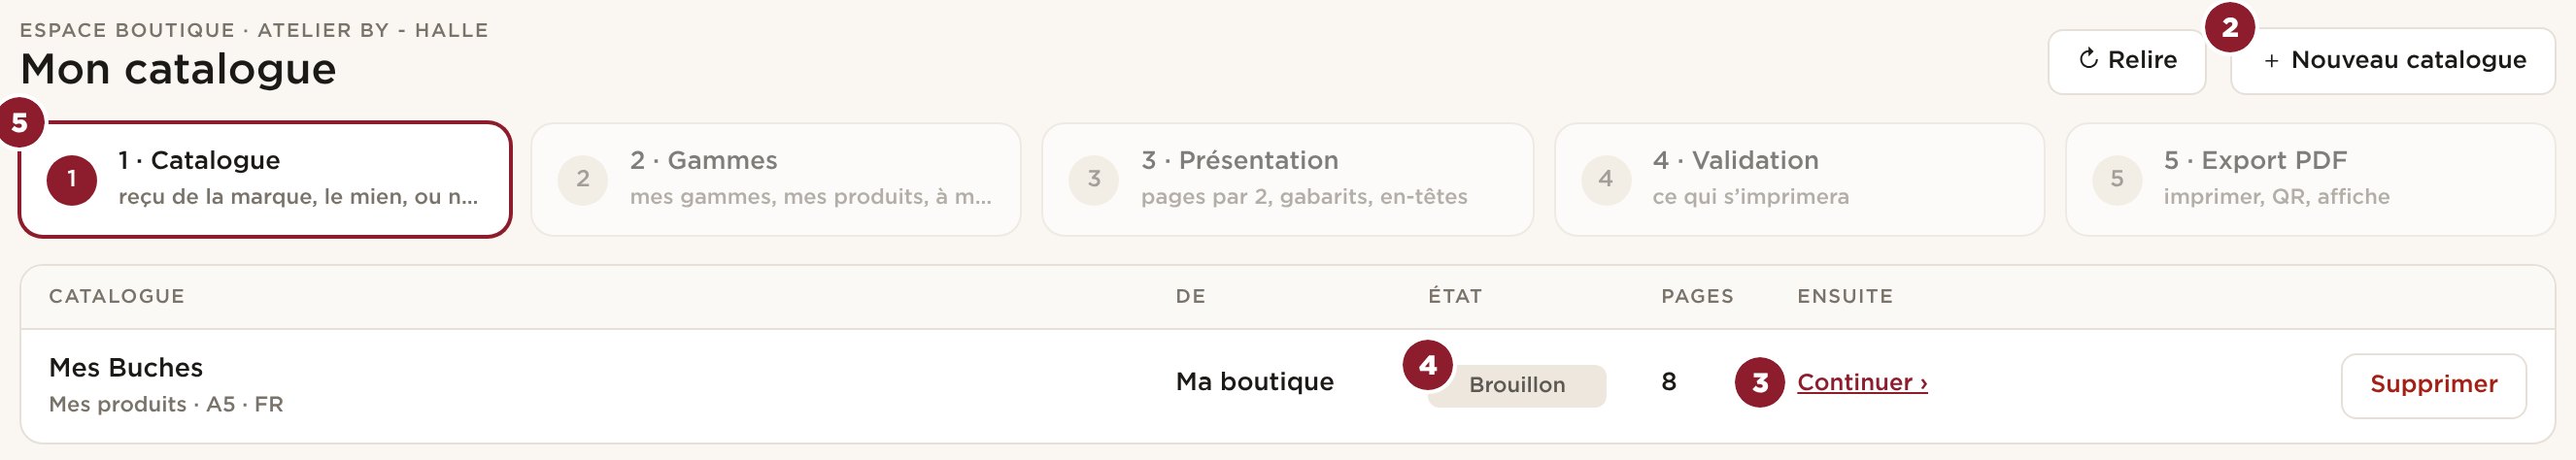 ESPACE BOUTIQUE · ATELIER BY - HALLE
Mon catalogue
↻ Relire
2
+ Nouveau catalogue
5
1
1 · Catalogue
reçu de la marque, le mien, ou n...
2
2 · Gammes
mes gammes, mes produits, à m...
3
3 · Présentation
pages par 2, gabarits, en-têtes
4
4 · Validation
ce qui s’imprimera
5
5 · Export PDF
imprimer, QR, affiche
CATALOGUE DE ÉTAT PAGES ENSUITE
Mes Buches
Mes produits · A5 · FR
Ma boutique
4
Brouillon
8
3
Continuer ›
Supprimer